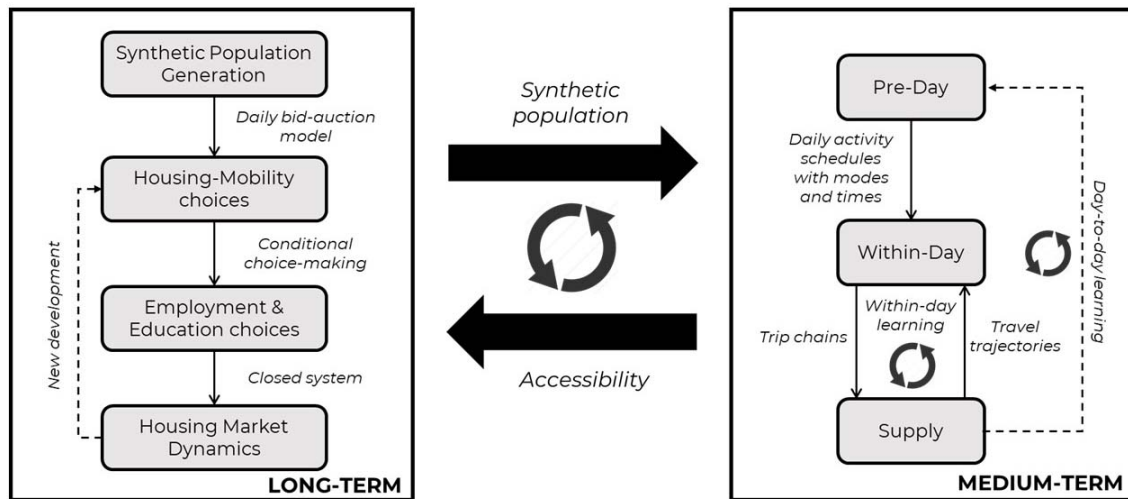 Synthetic Population
Generation
Daily bid-auction
model
Housing-Mobility
choices
New development
Conditional
choice-making
Employment &
Education choices
Closed system
Housing Market
Dynamics
LONG-TERM
Synthetic
population
Accessibility
Pre-Day
Daily activity
schedules
with modes
and times
Day-to-day learning
Within-Day
Trip chains
Within-day
learning
Travel
trajectories
Supply
MEDIUM-TERM